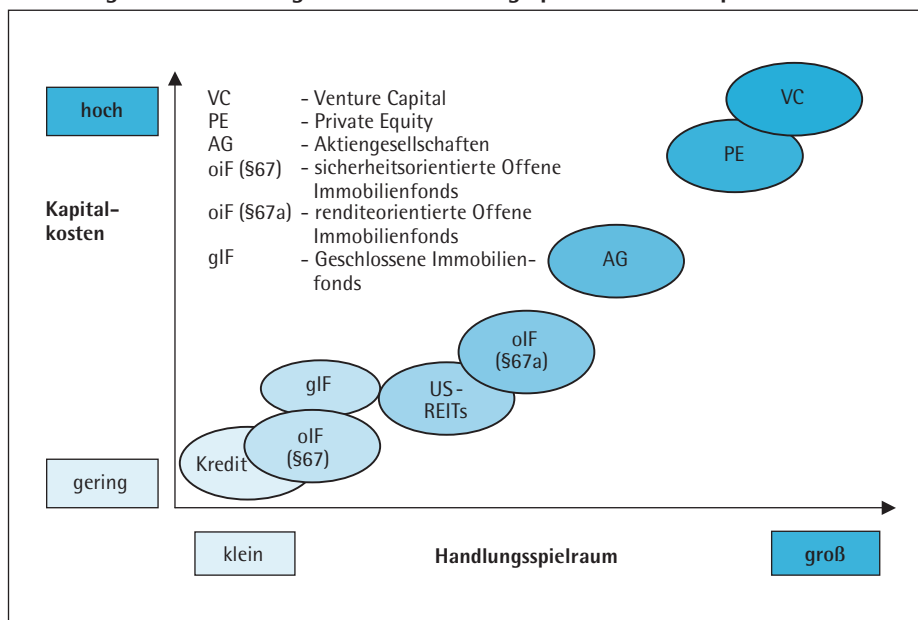 hoch
VC - Venture Capital
PE - Private Equity
AG - Aktiengesellschaften
oiF (§67) - sicherheitsorientierte Offene
Immobilienfonds
oiF (§67a) - renditeorientierte Offene
Immobilienfonds
gIF - Geschlossene Immobilien-
fonds
Kapital-
kosten
VC
PE
AG
oIF
(§67a)
US-
REITs
gIF
oIF
(§67)
Kredit
gering
klein
Handlungsspielraum
groß